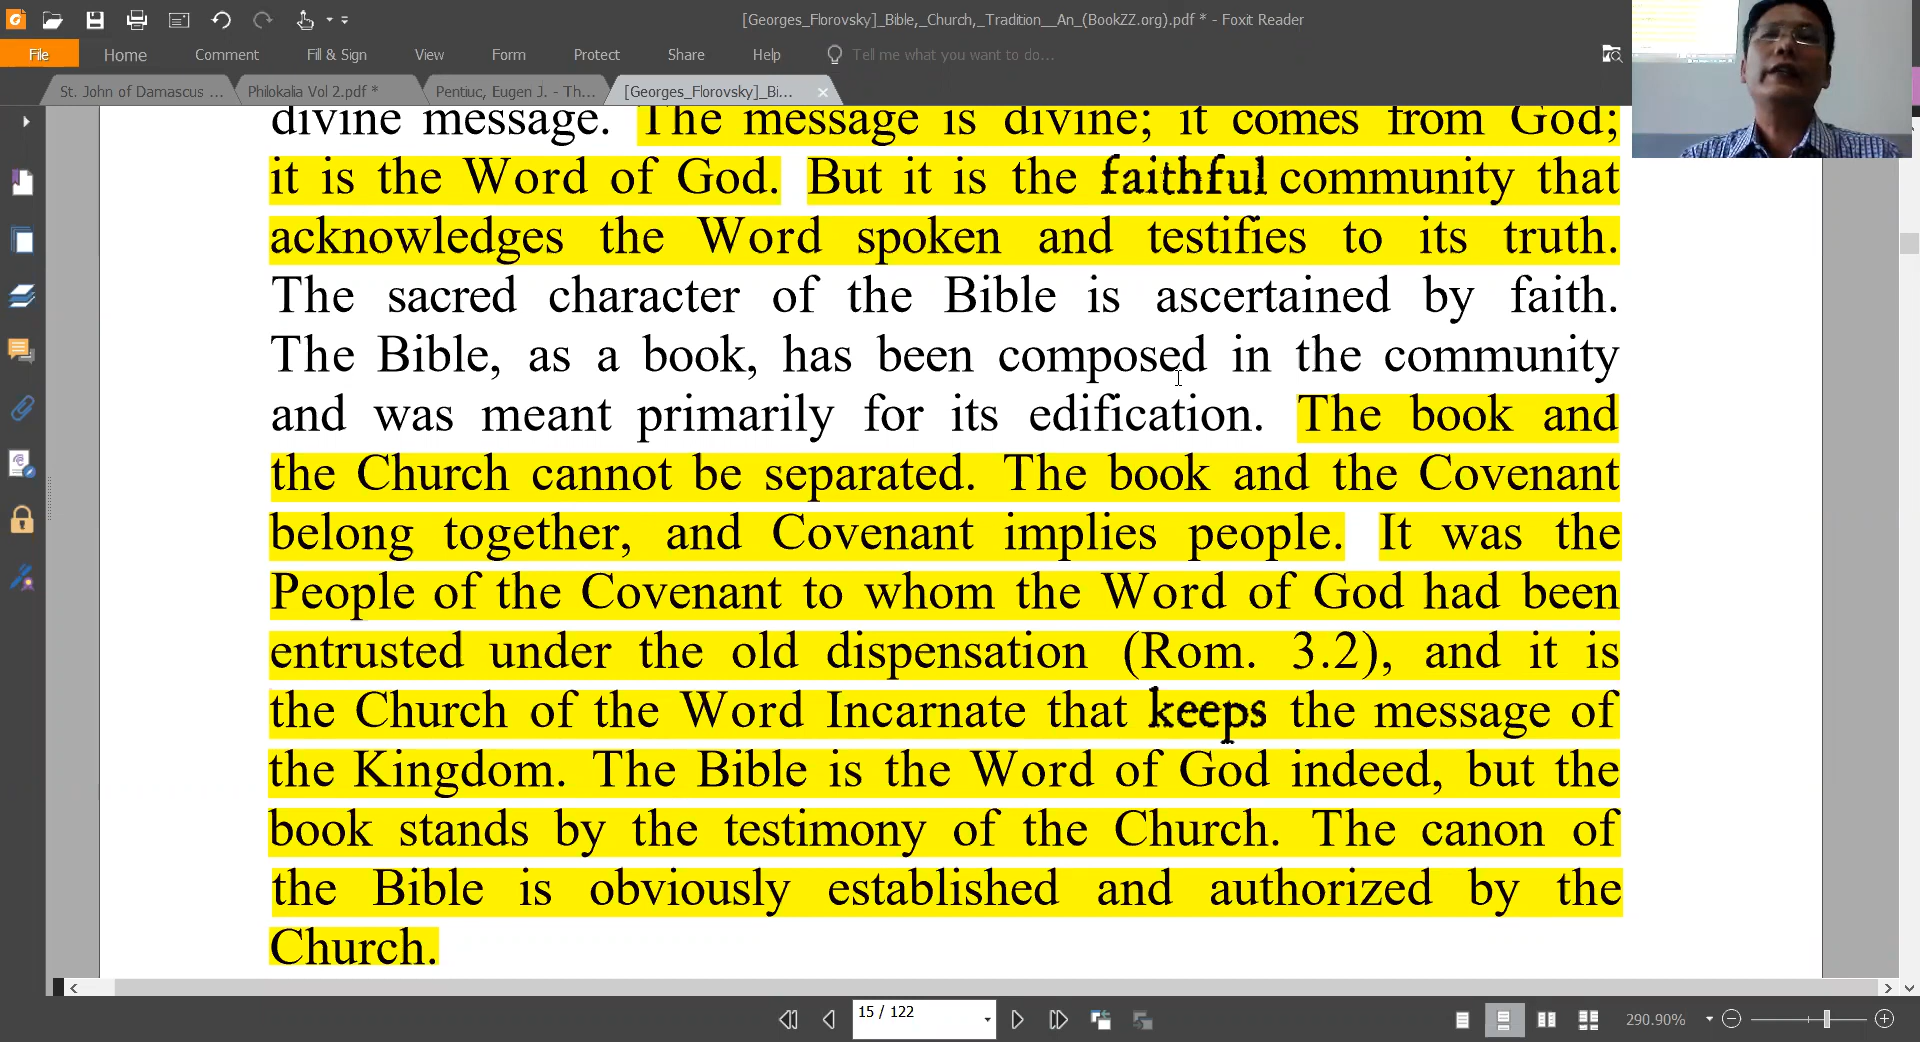 [Georges_Florovsky]_Bible,_Church,_Tradition__An_(BookZZ.org).pdf * - Foxit Reader
File Home Comment Fill & Sign View Form Protect Share Help Tell me what you want to do...
St. John of Damascus ... Philokalia Vol 2.pdf * Pentiuc, Eugen J. - Th... [Georges_Florovsky]_Bi...
divine message. The message is divine; it comes from God;
it is the Word of God. But it is the faithful community that
acknowledges the Word spoken and testifies to its truth.
The sacred character of the Bible is ascertained by faith.
The Bible, as a book, has been composed in the community
and was meant primarily for its edification. The book and
the Church cannot be separated. The book and the Covenant
belong together, and Covenant implies people. It was the
People of the Covenant to whom the Word of God had been
entrusted under the old dispensation (Rom. 3.2), and it is
the Church of the Word Incarnate that keeps the message of
the Kingdom. The Bible is the Word of God indeed, but the
book stands by the testimony of the Church. The canon of
the Bible is obviously established and authorized by the
Church.
15 / 122
290.90%